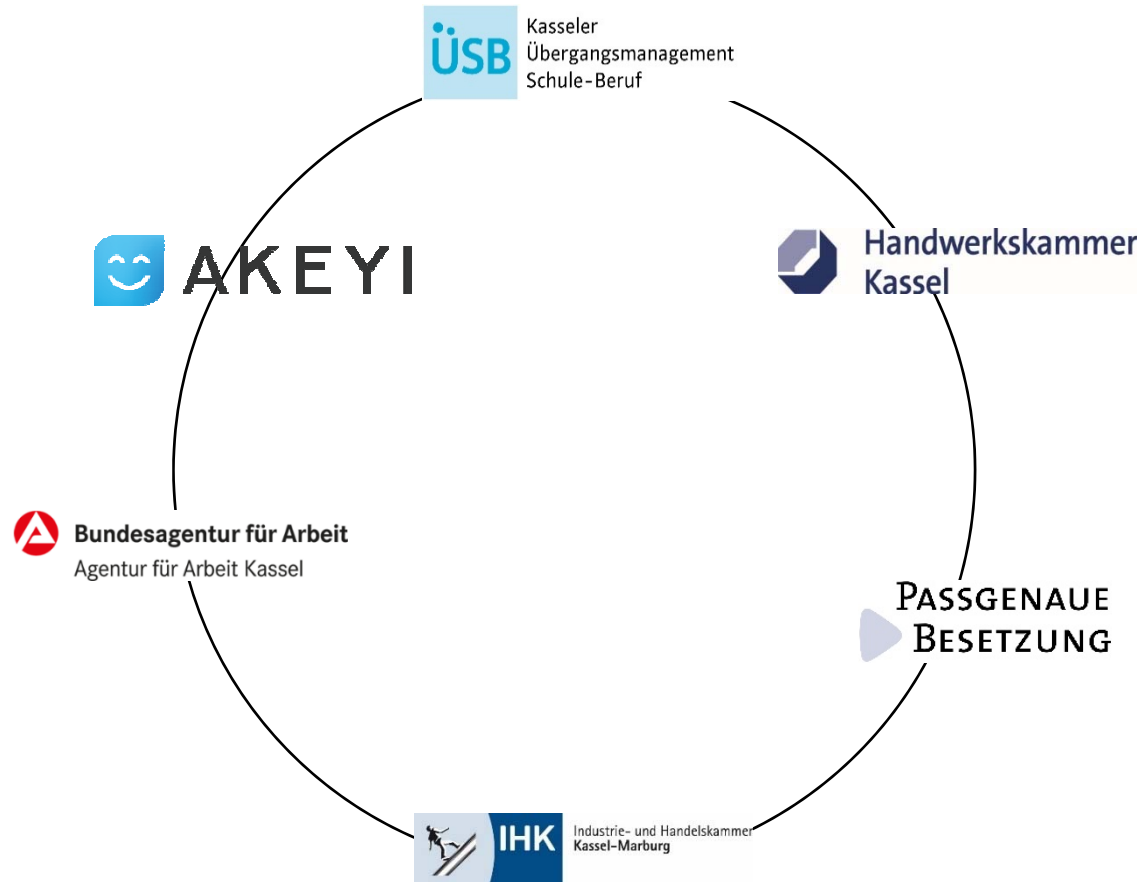 ÜSB
Kasseler
Übergangsmanagement
Schule-Beruf
AKEYI
Handwerkskammer
Kassel
Bundesagentur für Arbeit
Agentur für Arbeit Kassel
PASSGENAUE
BESETZUNG
IHK
Industrie- und Handelskammer
Kassel-Marburg